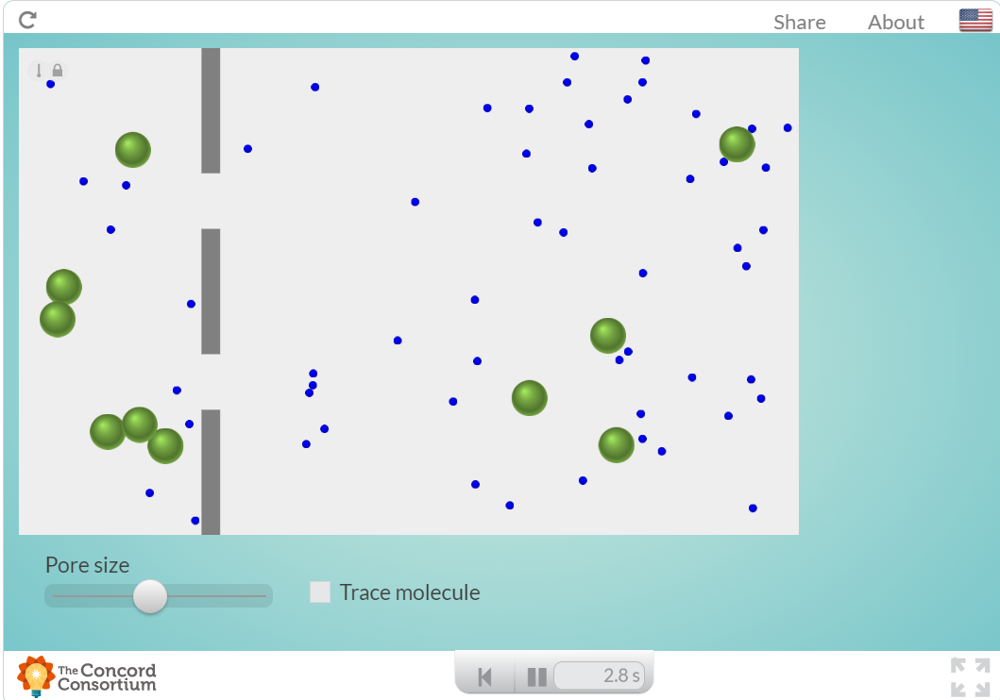 Share About
Pore size
Trace molecule
The Concord
Consortium
2.8 s